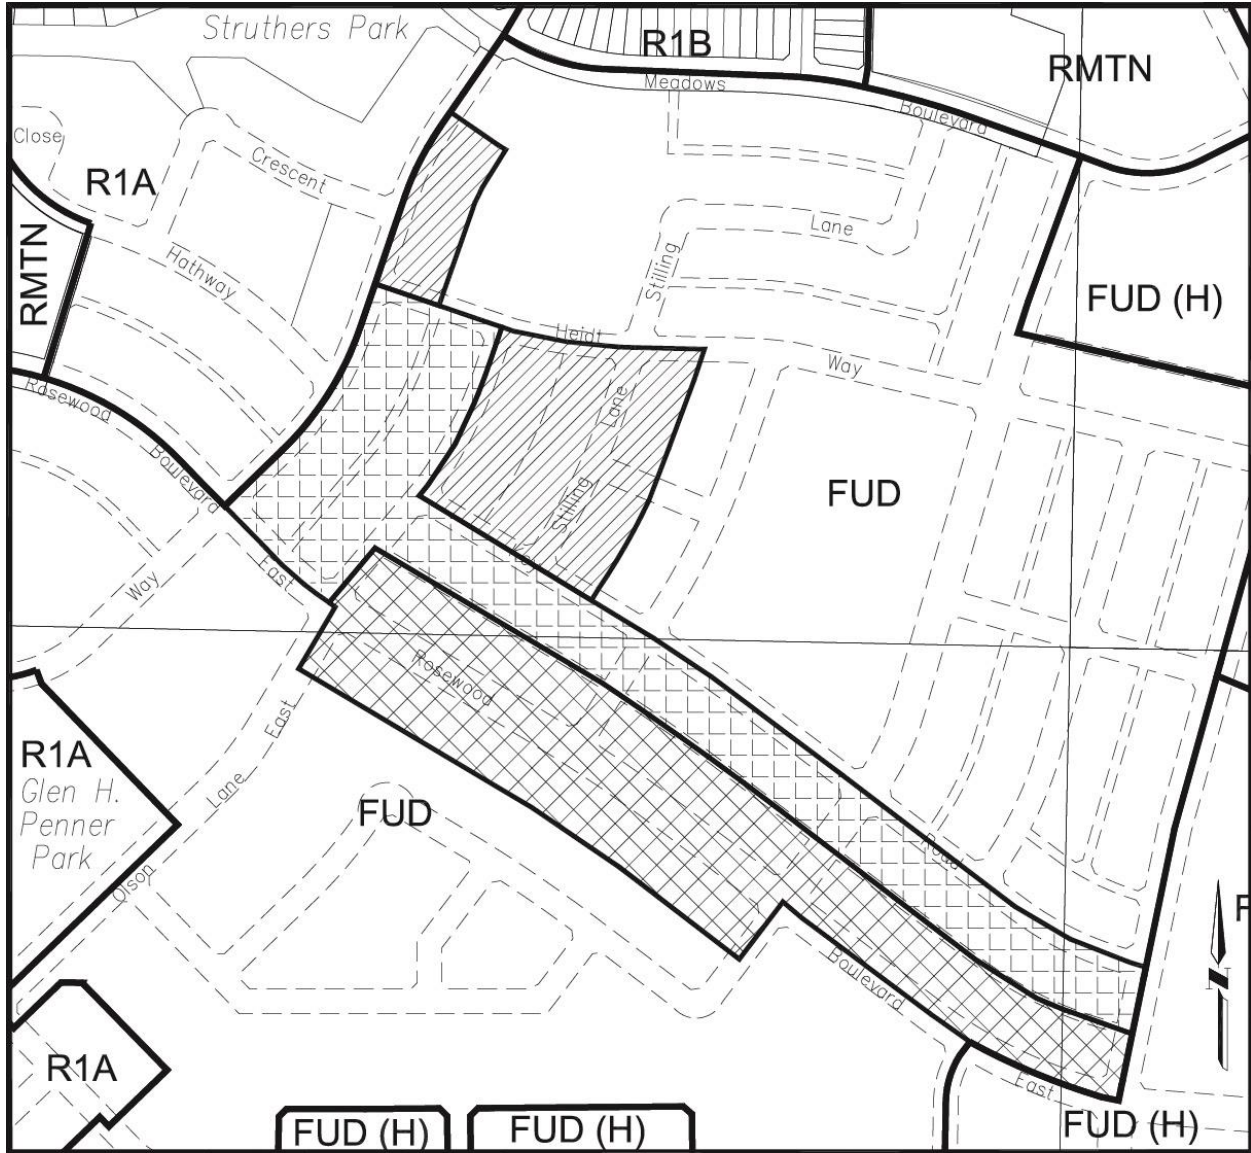 Struthers Park
R1B
RMTN
Meadows
Boulevard
Close
Crescent
R1A
Lane
RMTN
Hathway
Stilling
FUD (H)
Heidt
Way
Rosewood
Lane
Boulevard
Stilling
FUD
East
Way
Rosewood
East
R1A
Glen H.
Penner
Park
Lane
FUD
Road
Olson
F
N
Boulevard
R1A
East
FUD (H)
FUD (H)
FUD (H)